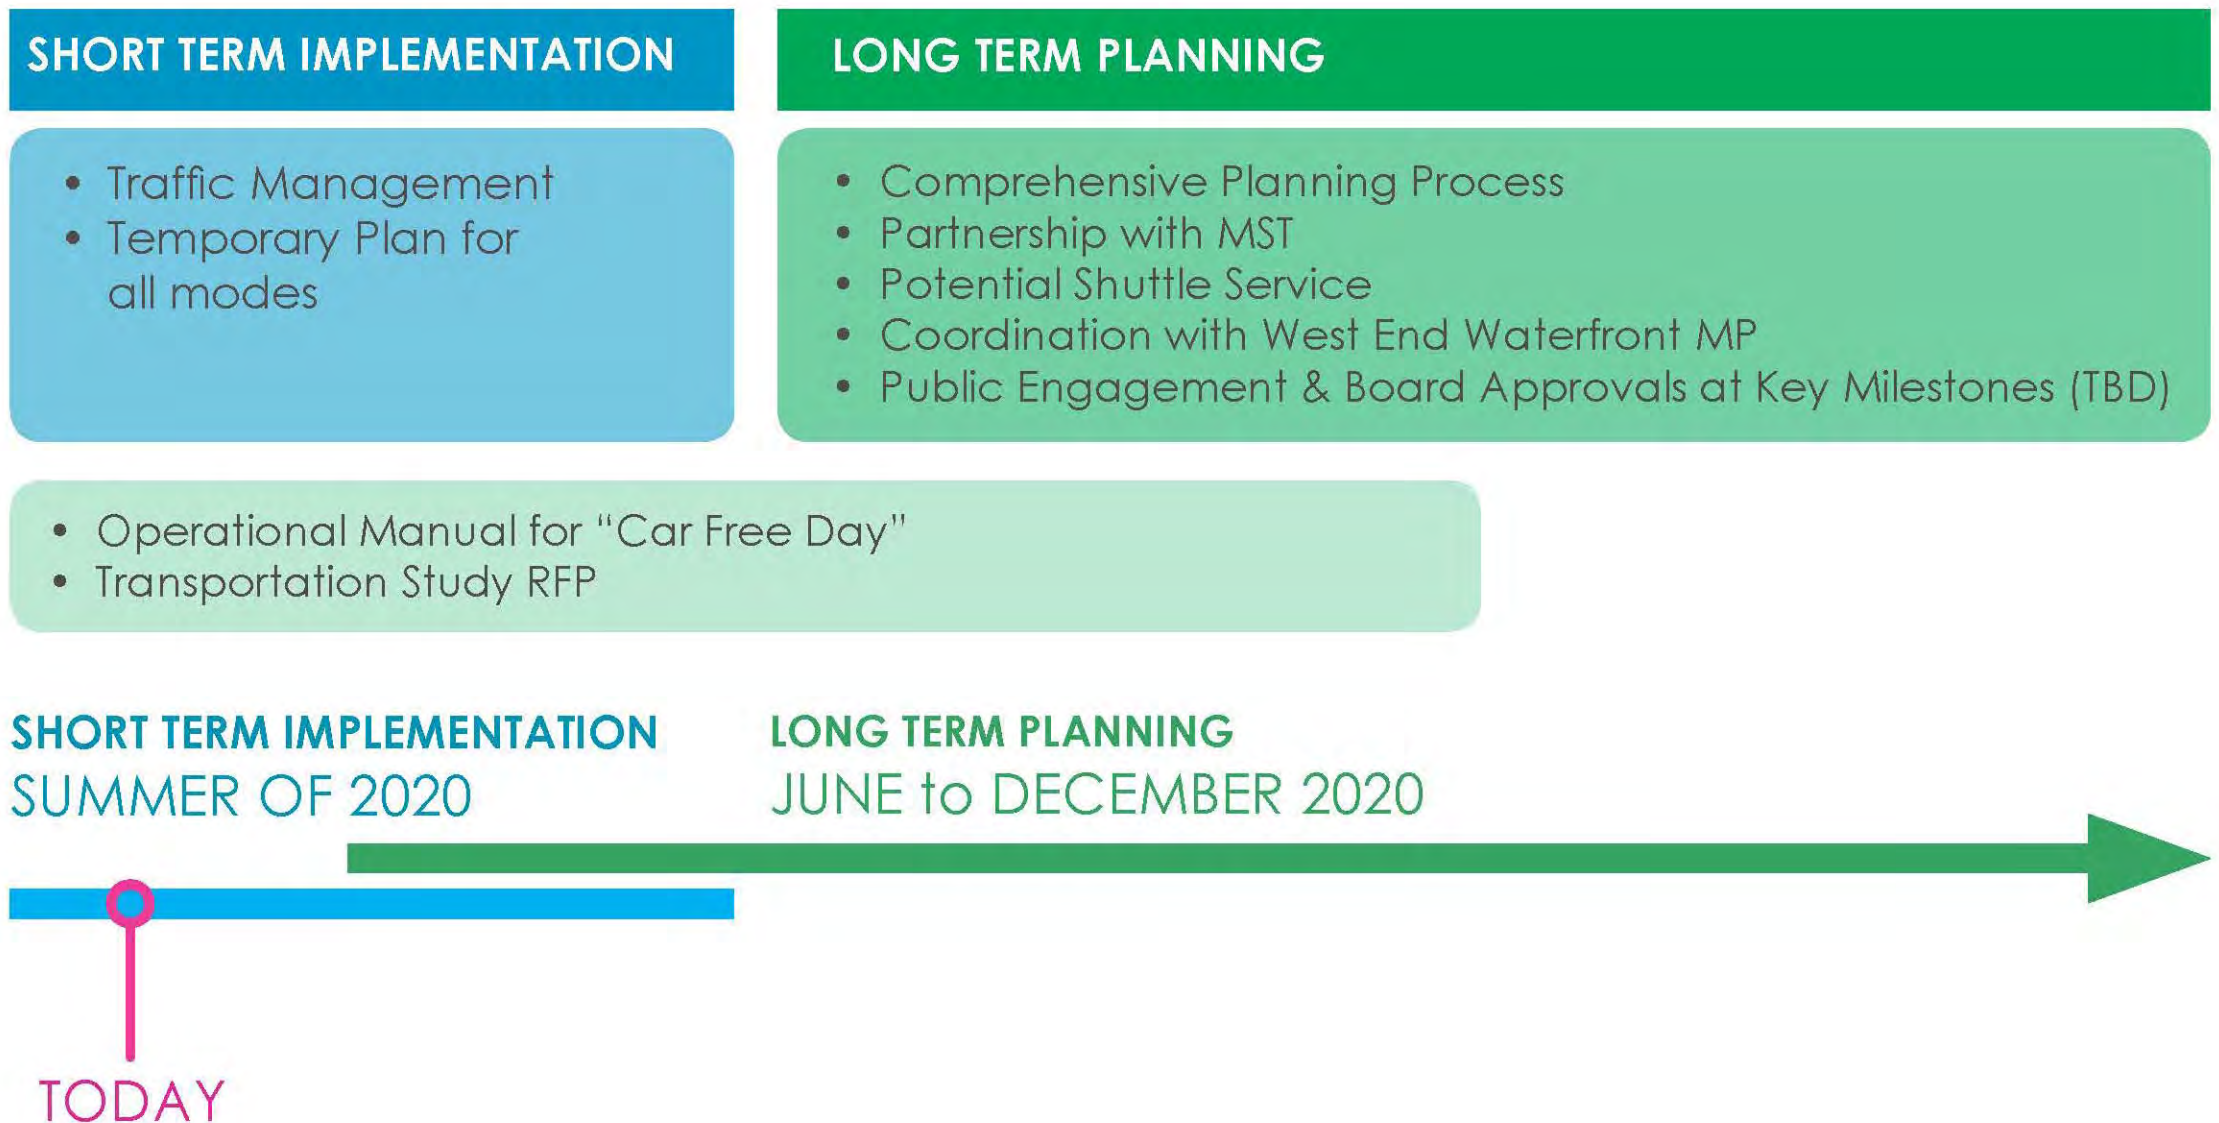 SHORT TERM IMPLEMENTATION
• Traffic Management
• Temporary Plan for
all modes
LONG TERM PLANNING
• Comprehensive Planning Process
• Partnership with MST
• Potential Shuttle Service
• Coordination with West End Waterfront MP
• Public Engagement & Board Approvals at Key Milestones (TBD)
• Operational Manual for “Car Free Day”
• Transportation Study RFP
SHORT TERM IMPLEMENTATION
SUMMER OF 2020
LONG TERM PLANNING
JUNE to DECEMBER 2020
TODAY